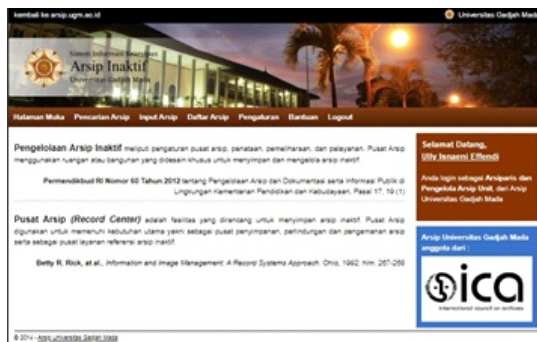 kembali ke arsip.ugm.ac.id
Universitas Gadjah Mada
Sistem Informasi Kearsipan
Arsip Inaktif
Universitas Gadjah Mada
Halaman Muka Pencarian Arsip Input Arsip Daftar Arsip Pengaturan Bantuan Logout
Pengelolaan Arsip Inaktif meliputi pengaturan pusat arsip, penataan, pemeliharaan, dan pelayanan. Pusat Arsip
menggunakan ruangan atau bangunan yang didesain khusus untuk menyimpan dan mengelola arsip inaktif.
Permendikbud RI Nomor 60 Tahun 2012 tentang Pengelolaan Arsip dan Dokumentasi serta Informasi Publik di
Lingkungan Kementerian Pendidikan dan Kebudayaan, Pasal 17; 19 (1)
Pusat Arsip (Record Center) adalah fasilitas yang dirancang untuk menyimpan arsip inaktif. Pusat Arsip
digunakan untuk memenuhi kebutuhan utama yakni sebagai pusat penyimpanan, perlindungan dan pengamanan arsip
serta sebagai pusat layanan referensi arsip inaktif.
Betty R. Rick, at al., Information and Image Management: A Record Systems Approach. Ohio, 1992; hlm. 267-268
Selamat Datang,
Ully Isnaeni Effendi
Anda login sebagai Arsiparis dan
Pengelola Arsip Unit, dari Arsip
Universitas Gadjah Mada
Arsip Universitas Gadjah Mada
anggota dari :
ica
international council on archives
© 2014 - Arsip Universitas Gadjah Mada